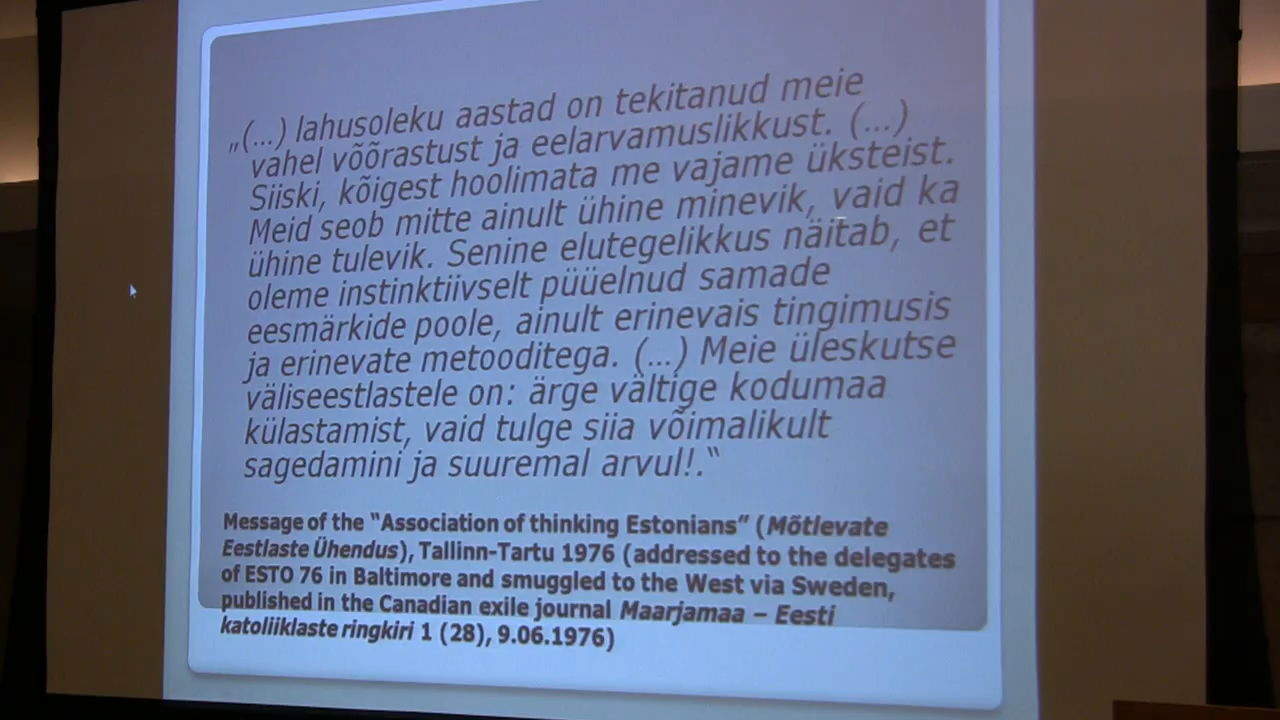 „(...) lahusoleku aastad on tekitanud meie
vahel võõrastust ja eelarvamuslikkust. (...)
Siiski, kõigest hoolimata me vajame üksteist.
Meid seob mitte ainult ühine minevik, vaid ka
ühine tulevik. Senine elutegelikkus näitab, et
oleme instinktiivselt püüelnud samade
eesmärkide poole, ainult erinevais tingimusis
ja erinevate metooditega. (...) Meie üleskutse
väliseestlastele on: ärge vältige kodumaa
külastamist, vaid tulge siia võimalikult
sagedamini ja suuremal arvul!.“
Message of the “Association of thinking Estonians” (Mõtlevate
Eestlaste Ühendus), Tallinn-Tartu 1976 (addressed to the delegates
of ESTO 76 in Baltimore and smuggled to the West via Sweden,
published in the Canadian exile journal Maarjamaa – Eesti
katoliiklaste ringkiri 1 (28), 9.06.1976)